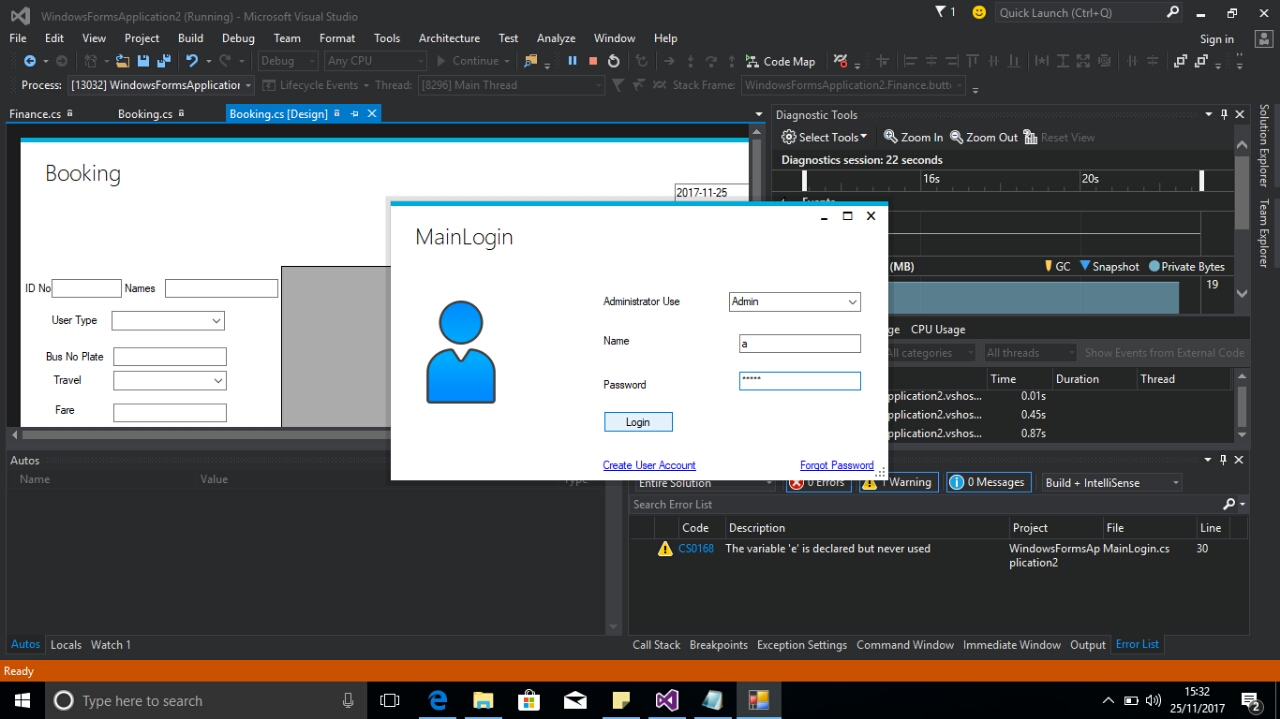 WindowsFormsApplication2 (Running) - Microsoft Visual Studio
1
Quick Launch (Ctrl+Q)
File Edit View Project Build Debug Team Format Tools Architecture Test Analyze Window Help
Sign in
Debug Any CPU Continue Code Map
Process: [13032] WindowsFormsApplication Lifecycle Events Thread: [8296] Main Thread Stack Frame: WindowsFormsApplication2.Finance.butt
Finance.cs Booking.cs Booking.cs [Design]
Booking
2017-11-25
ID No Names
User Type
Bus No Plate
Travel
Fare
MainLogin
Administrator Use Admin
Name a
Password *****
Login
Create User Account Forgot Password
Diagnostic Tools
Select Tools Zoom In Zoom Out Reset View
Diagnostics session: 22 seconds
16s 20s
Events
(MB) GC Snapshot Private Bytes
19
ge CPU Usage
All categories All threads Show Events from External Code
Time Duration Thread
pplication2.vshos... 0.01s
pplication2.vshos... 0.45s
pplication2.vshos... 0.87s
Solution Explorer
Team Explorer
Autos
Name Value Type
Entire Solution 0 Errors 1 Warning 0 Messages Build + IntelliSense
Search Error List
Code Description Project File Line
CS0168 The variable 'e' is declared but never used WindowsFormsAp MainLogin.cs 30
plication2
Autos Locals Watch 1
Call Stack Breakpoints Exception Settings Command Window Immediate Window Output Error List
Ready
Type here to search
15:32
25/11/2017
2